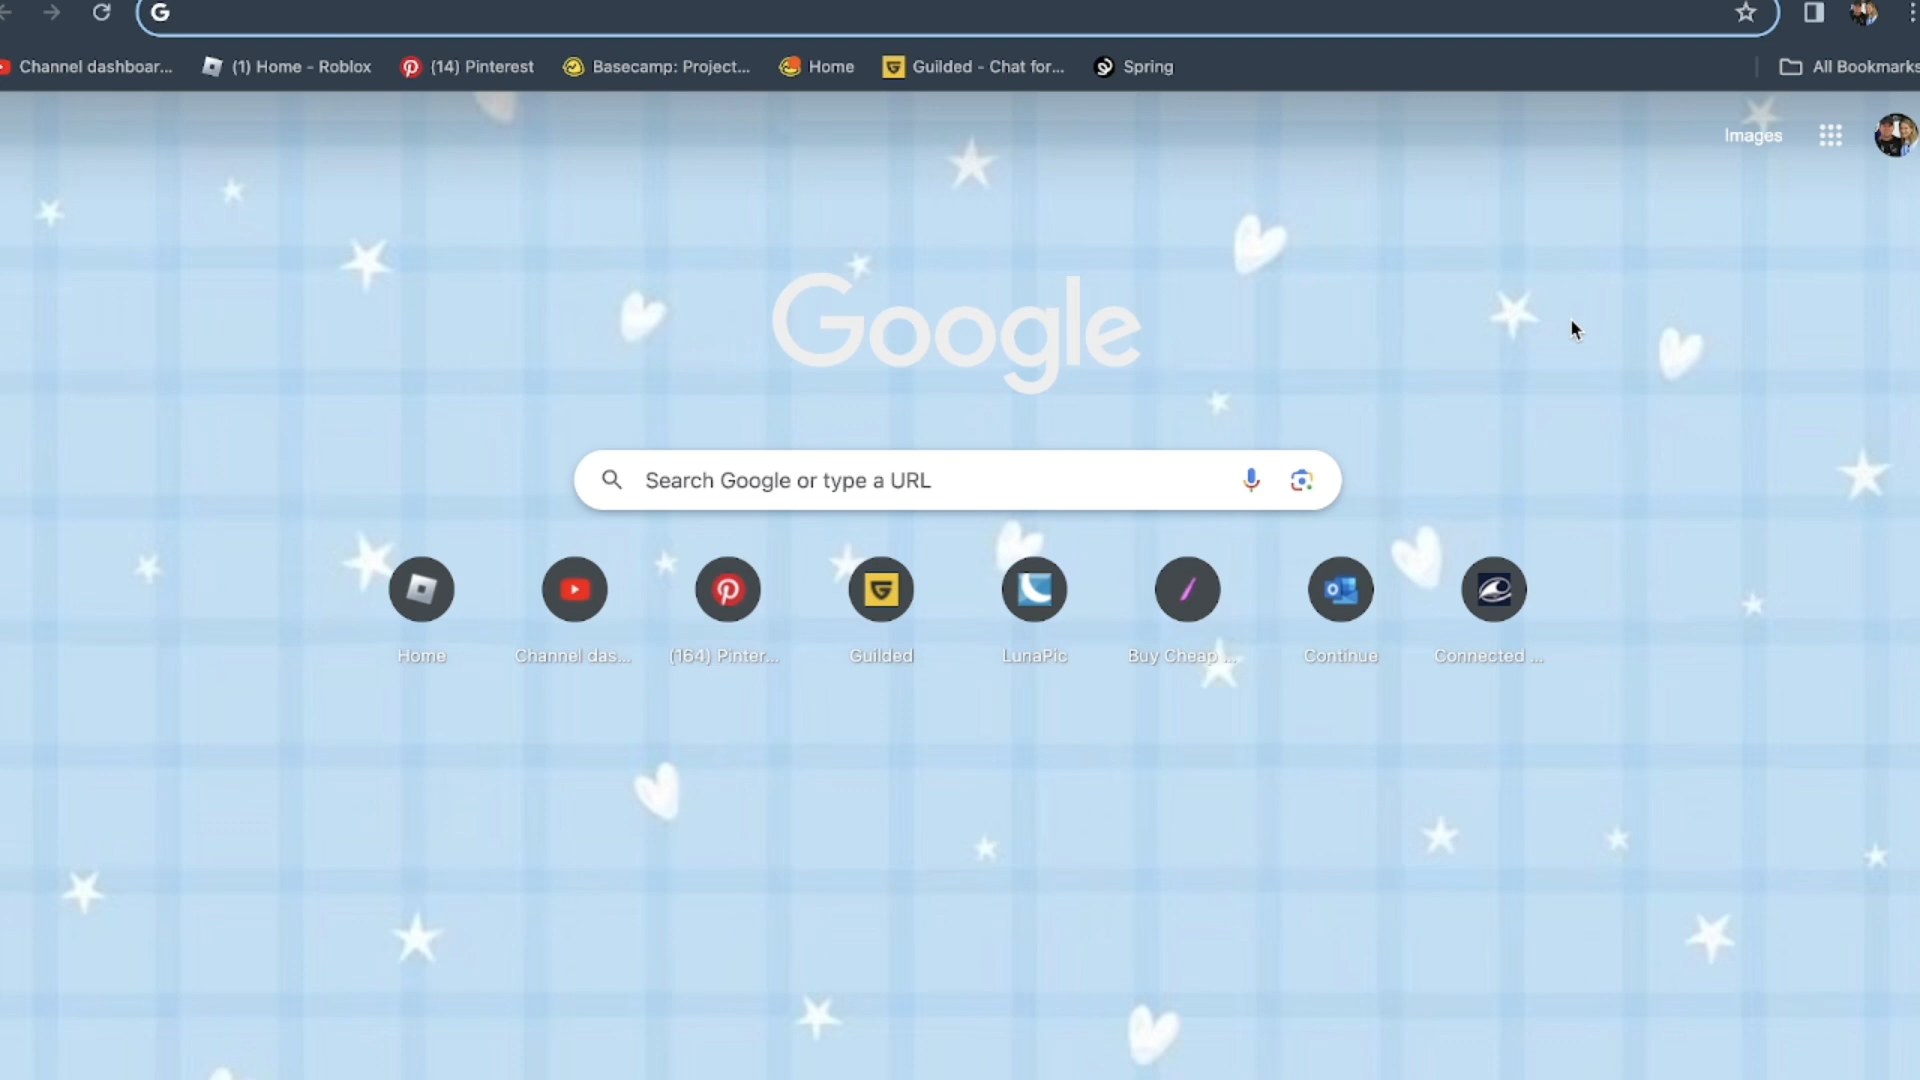 Channel dashboar... (1) Home - Roblox (14) Pinterest Basecamp: Project... Home Guilded - Chat for... Spring All Bookmarks
Images
Google
Search Google or type a URL
Home Channel das... (164) Pinter... Guilded LunaPic Buy Cheap ... Continue Connected ...